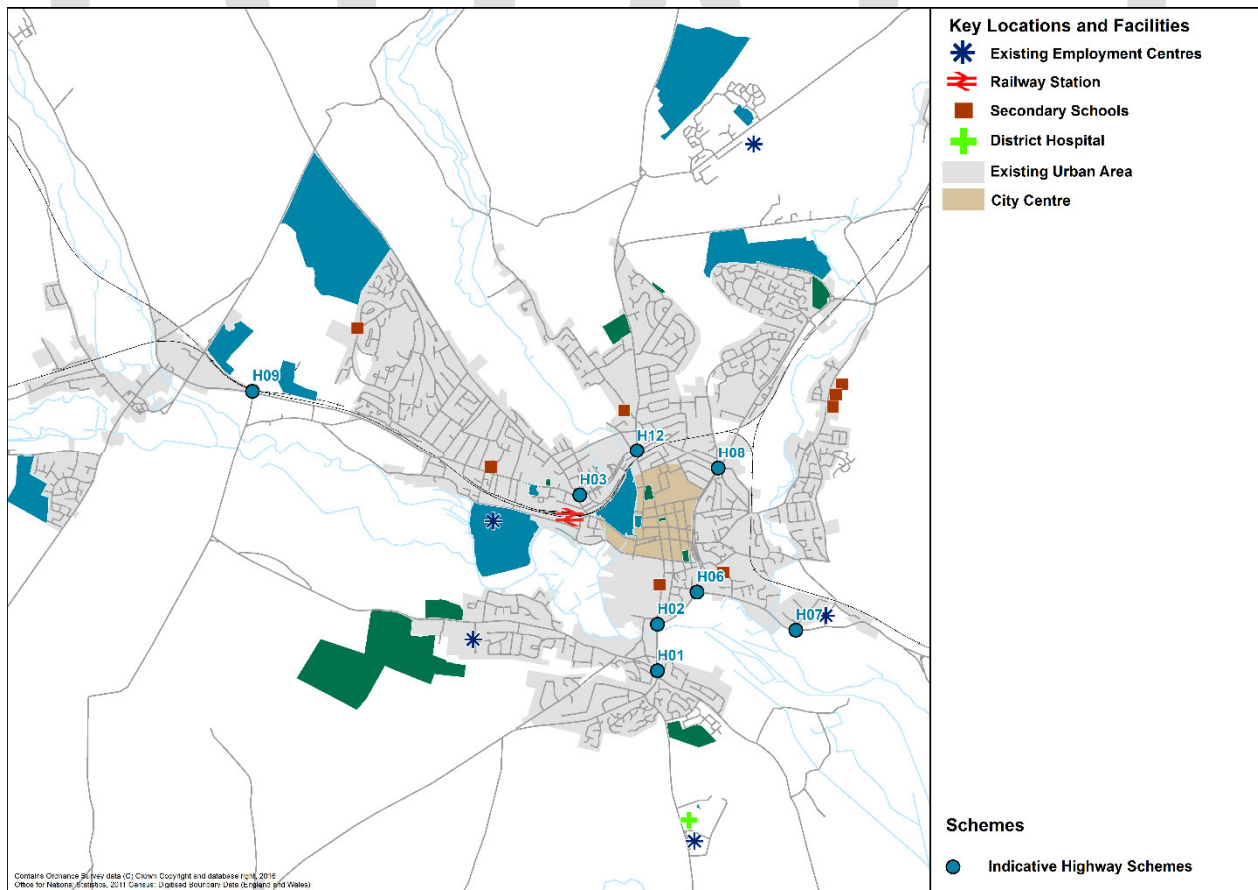 Key Locations and Facilities
Existing Employment Centres
Railway Station
Secondary Schools
District Hospital
Existing Urban Area
City Centre
H09
H12
H08
H03
H06
H02
H07
H01
Schemes
Indicative Highway Schemes
Contains Ordnance Survey data (C) Crown Copyright and database right, 2016
Office for National Statistics, 2011 Census: Digitised Boundary Data (England and Wales)